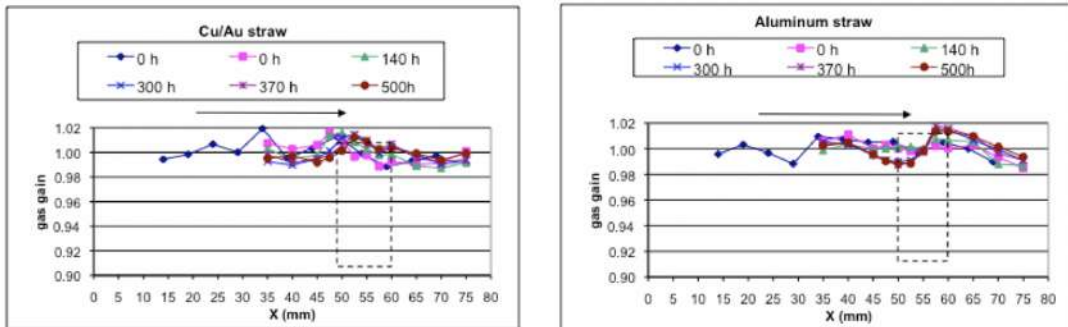 Cu/Au straw
0 h 0 h 140 h
300 h 370 h 500h
gas gain
1.02
1.00
0.98
0.96
0.94
0.92
0.90
0 5 10 15 20 25 30 35 40 45 50 55 60 65 70 75 80
X (mm)
Aluminum straw
0 h 0 h 140 h
300 h 370 h 500 h
gas gain
1.02
1.00
0.98
0.96
0.94
0.92
0.90
0 5 10 15 20 25 30 35 40 45 50 55 60 65 70 75 80
X (mm)